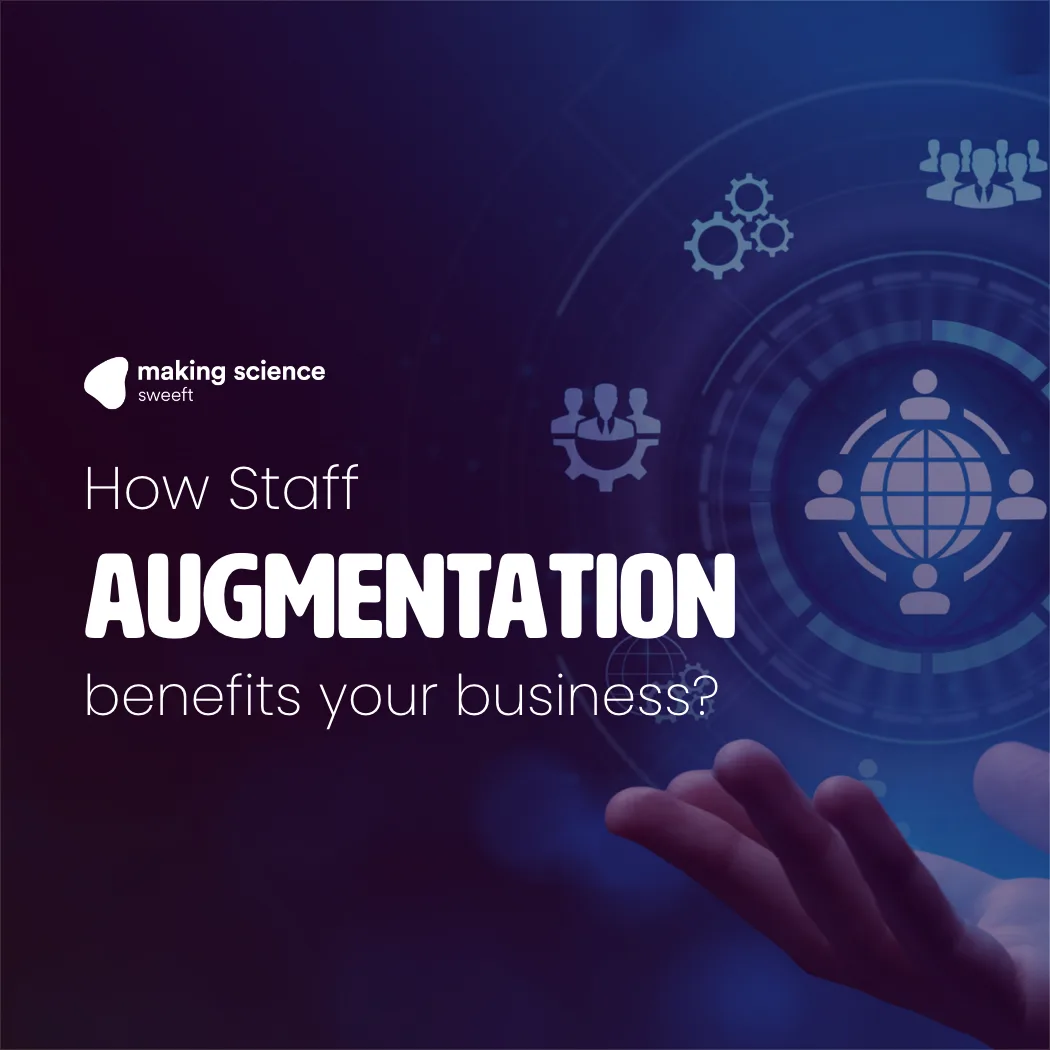 making science
sweeft
How Staff
AUGMENTATION
benefits your business?